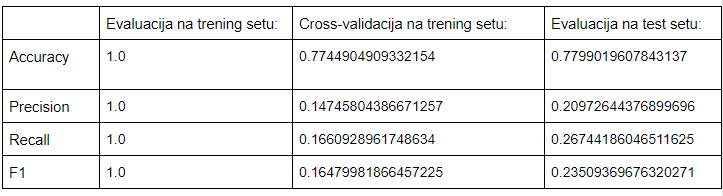 Evaluacija na trening setu: Cross-validacija na trening setu: Evaluacija na test setu:
Accuracy 1.0 0.7744904909332154 0.7799019607843137
Precision 1.0 0.14745804386671257 0.20972644376899696
Recall 1.0 0.1660928961748634 0.26744186046511625
F1 1.0 0.16479981866457225 0.23509369676320271